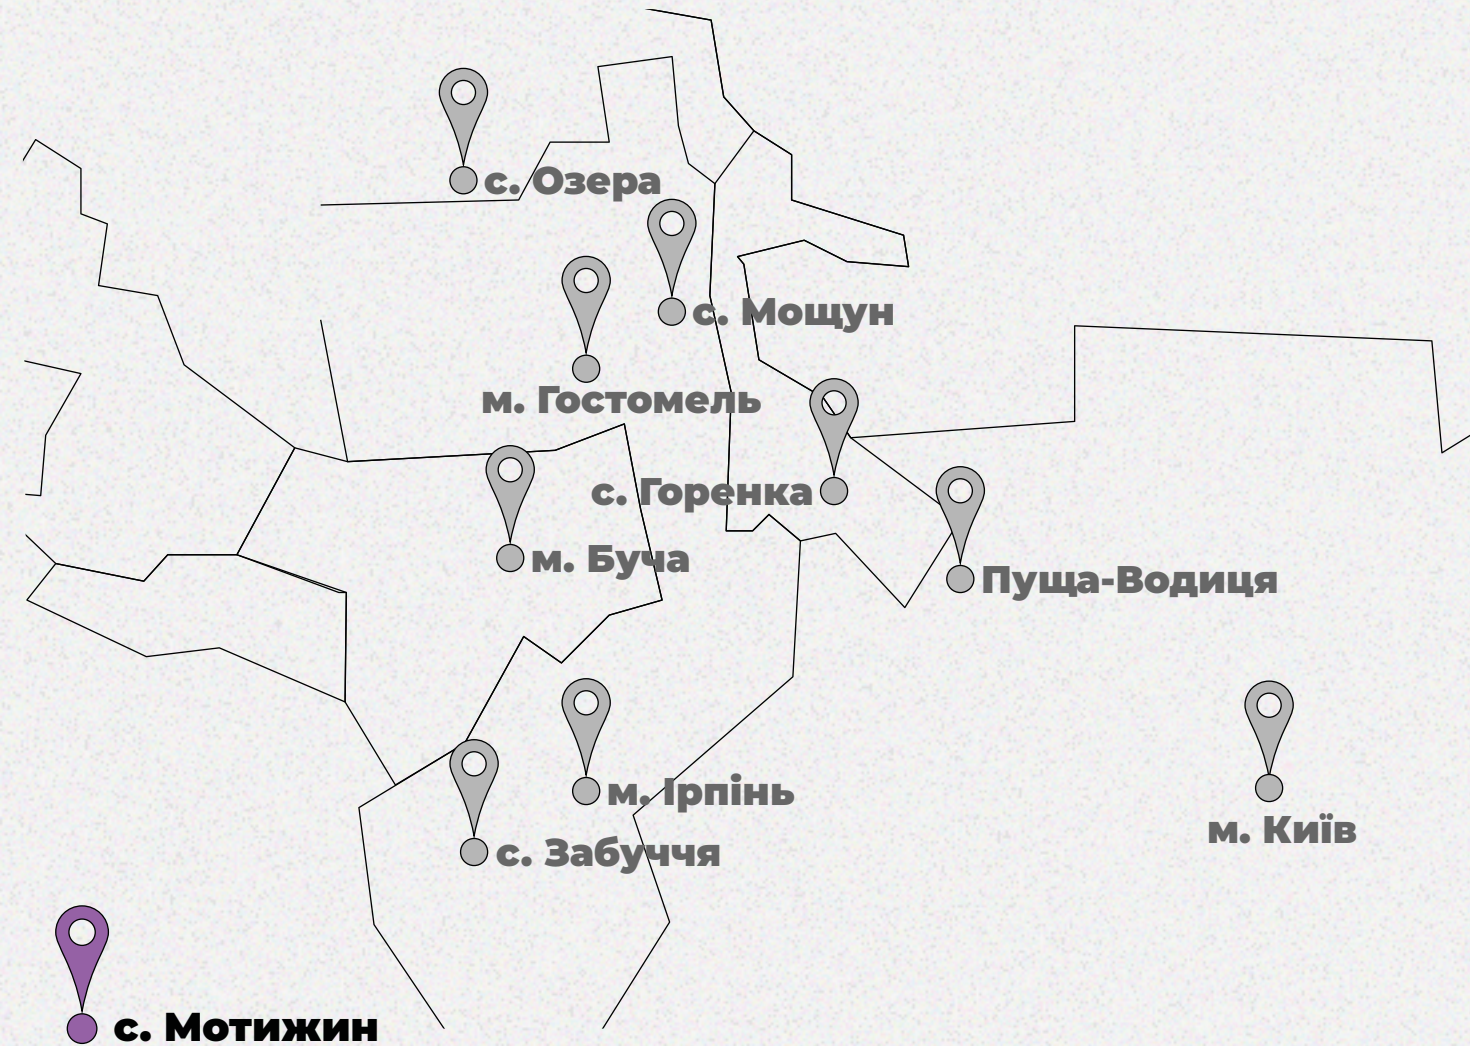 с. Озера
с. Мощун
м. Гостомель
с. Горенка
м. Буча
Пуща-Водиця
м. Ірпінь
м. Київ
с. Забуччя
с. Мотижин